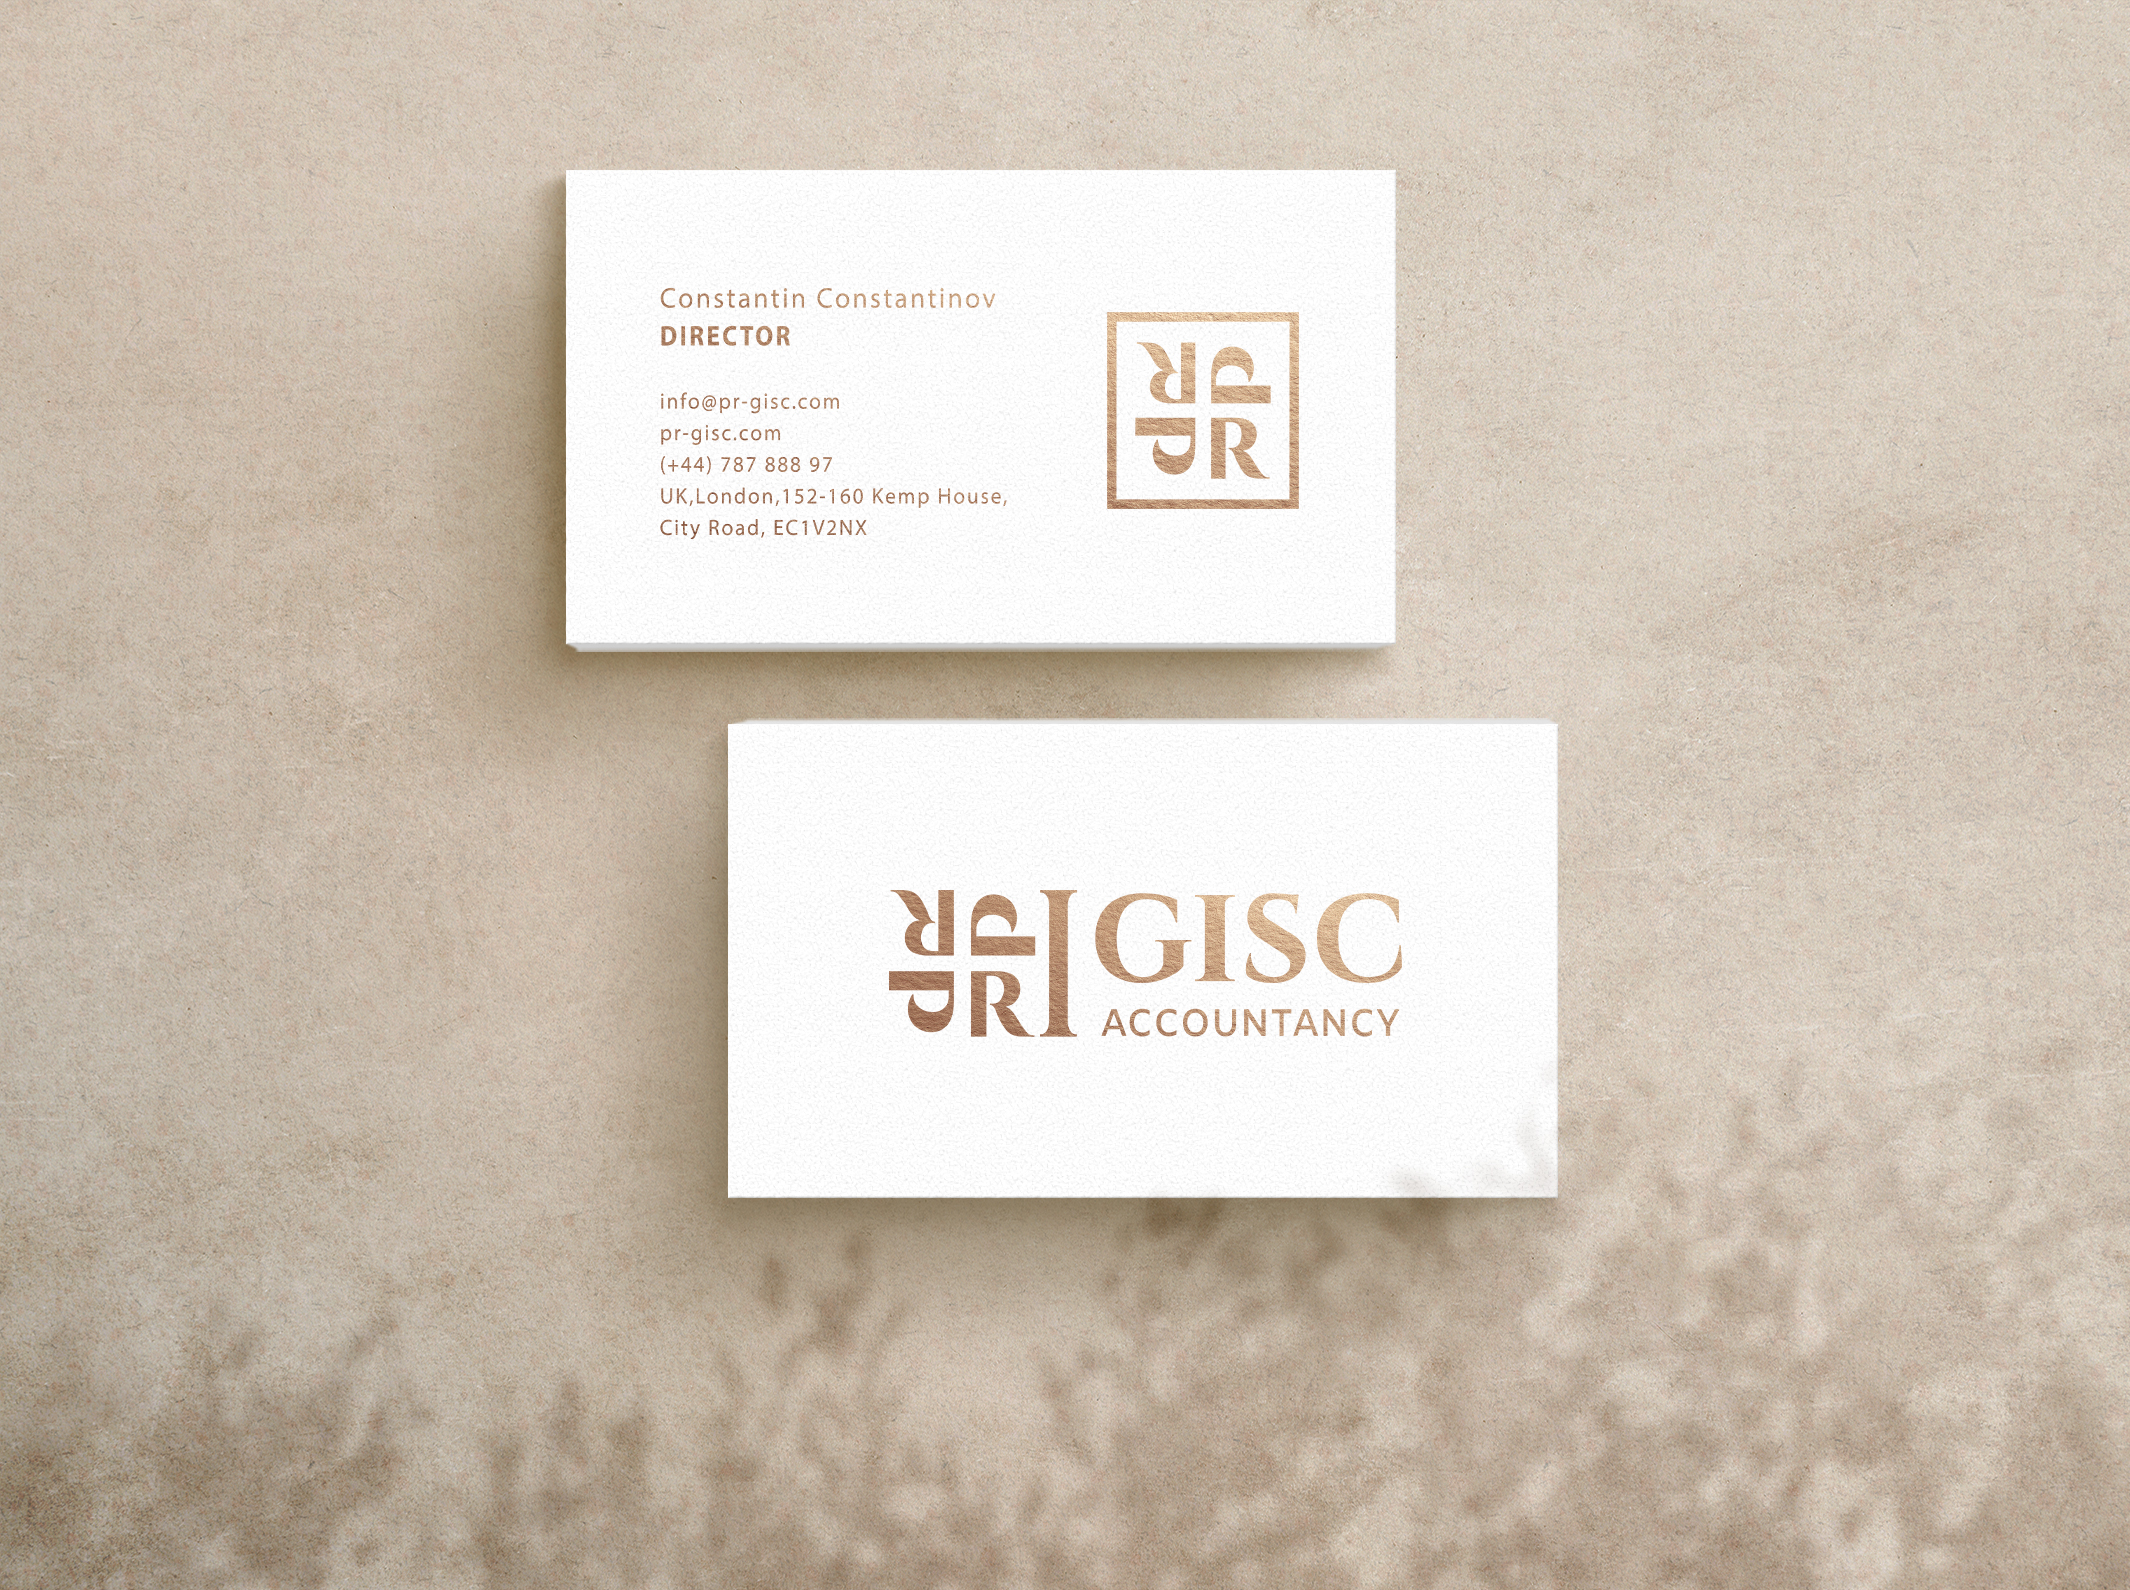 Constantin Constantinov
DIRECTOR
info@pr-gisc.com
pr-gisc.com
(+44) 787 888 97
UK,London,152-160 Kemp House,
City Road, EC1V2NX
R P
P R
R P
P R
GISC
ACCOUNTANCY